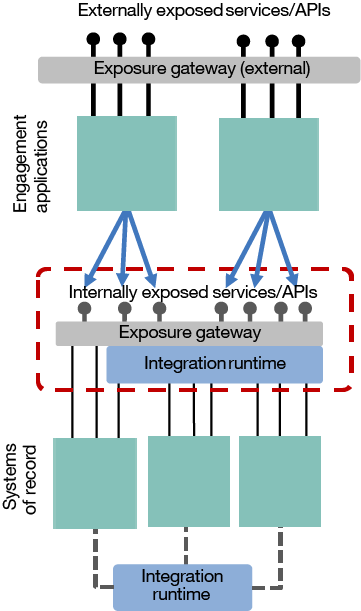 Externally exposed services/APIs
Exposure gateway (external)
Engagement
applications
Internally exposed services/APIs
Exposure gateway
Integration runtime
Systems
of record
Integration
runtime